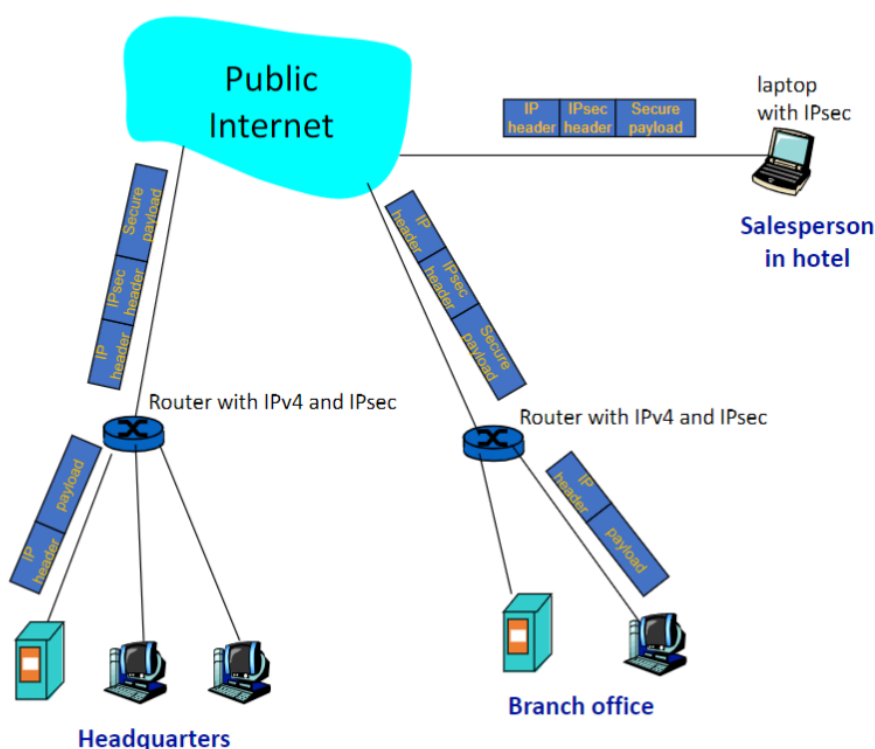 Public
Internet
IP
header
IPsec
header
Secure
payload
laptop
with IPsec
Salesperson
in hotel
Secure
payload
IPsec
header
IP
header
IP
header
IPsec
header
Secure
payload
Router with IPv4 and IPsec
Router with IPv4 and IPsec
payload
IP
header
IP
header
payload
Branch office
Headquarters